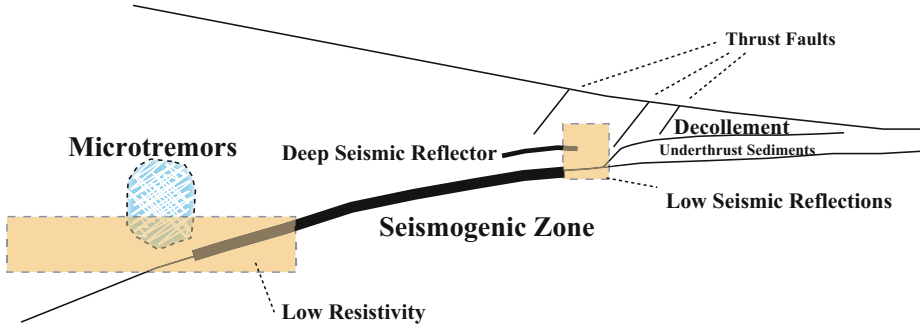 Thrust Faults
Decollement
Microtremors
Deep Seismic Reflector
Underthrust Sediments
Low Seismic Reflections
Seismogenic Zone
Low Resistivity